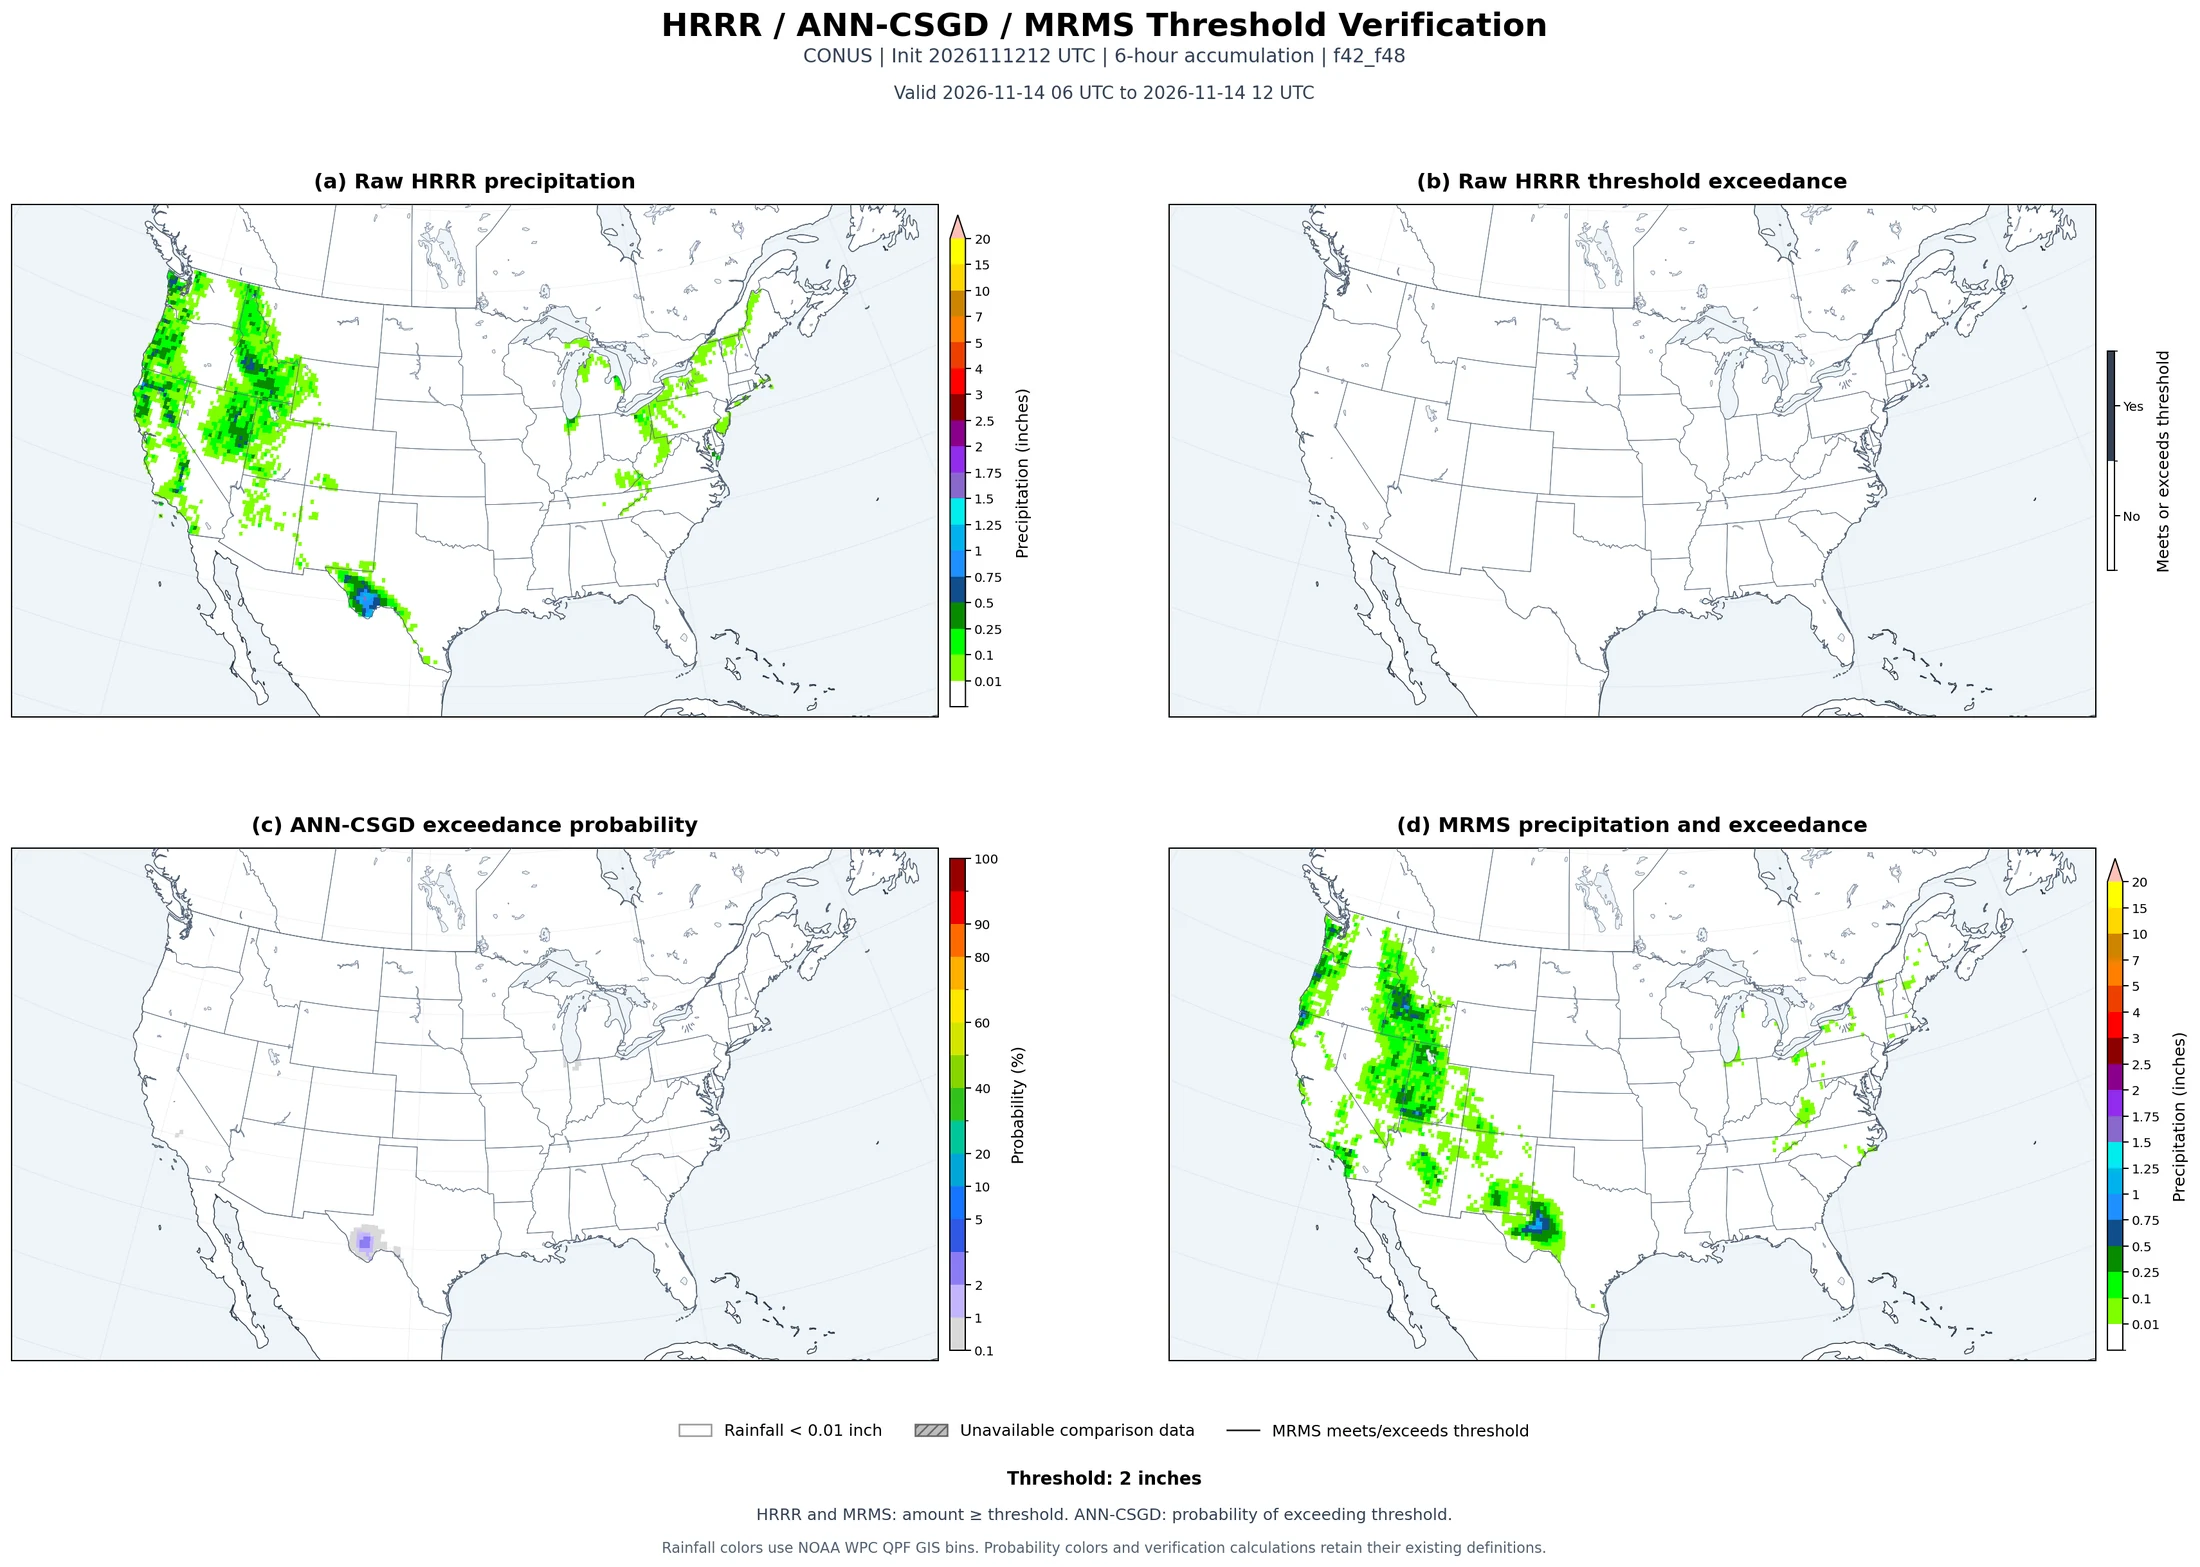 HRRR / ANN-CSGD / MRMS Threshold Verification
CONUS | Init 2026111212 UTC | 6-hour accumulation | f42_f48
Valid 2026-11-14 06 UTC to 2026-11-14 12 UTC
(a) Raw HRRR precipitation
20
15
10
7
5
4
3
2.5
2
1.75
1.5
1.25
1
0.75
0.5
0.25
0.1
0.01
Precipitation (inches)
(b) Raw HRRR threshold exceedance
Yes
No
Meets or exceeds threshold
(c) ANN-CSGD exceedance probability
100
90
80
60
40
20
10
5
2
1
0.1
Probability (%)
(d) MRMS precipitation and exceedance
20
15
10
7
5
4
3
2.5
2
1.75
1.5
1.25
1
0.75
0.5
0.25
0.1
0.01
Precipitation (inches)
Rainfall < 0.01 inch
Unavailable comparison data
MRMS meets/exceeds threshold
Threshold: 2 inches
HRRR and MRMS: amount ≥ threshold. ANN-CSGD: probability of exceeding threshold.
Rainfall colors use NOAA WPC QPF GIS bins. Probability colors and verification calculations retain their existing definitions.